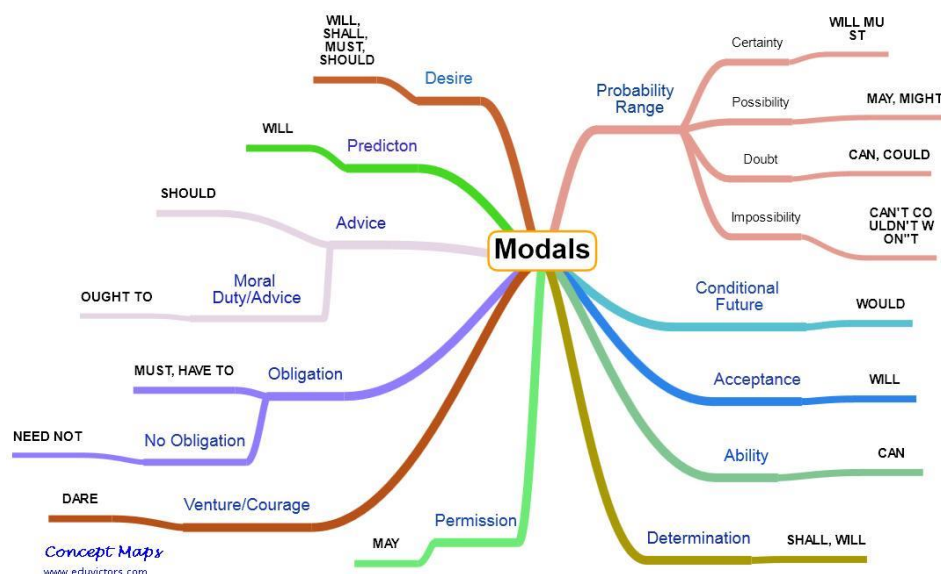 WILL,
SHALL,
MUST,
SHOULD
Desire
WILL
Predicton
SHOULD
Advice
OUGHT TO
Moral
Duty/Advice
MUST, HAVE TO
Obligation
NEED NOT
No Obligation
DARE
Venture/Courage
MAY
Permission
Modals
Probability
Range
Certainty
WILL MU
ST
Possibility
MAY, MIGHT
Doubt
CAN, COULD
Impossibility
CAN'T CO
ULDN'T W
ON"T
Conditional
Future
WOULD
Acceptance
WILL
Ability
CAN
Determination
SHALL, WILL
Concept Maps
www.eduvictors.com